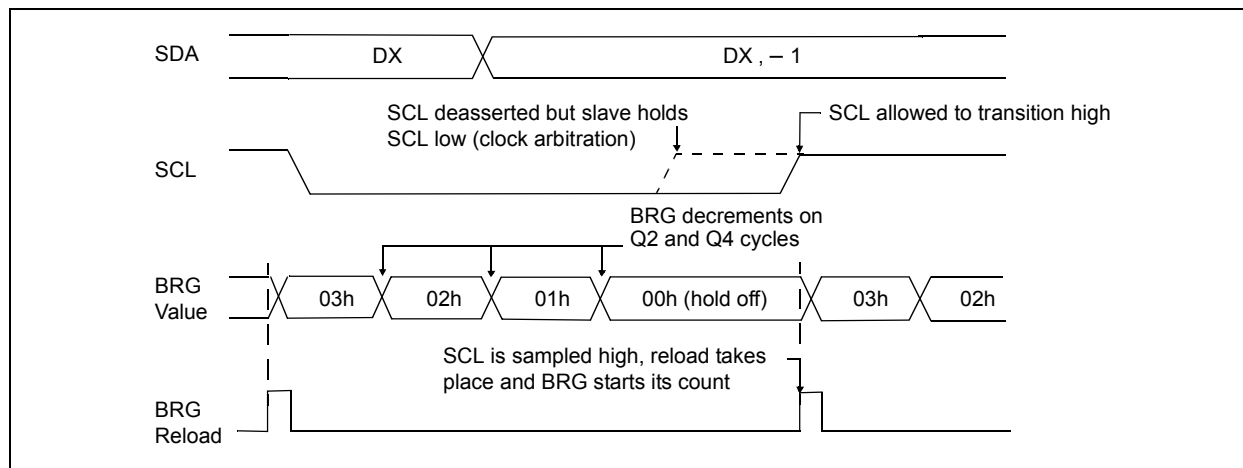 SDA
DX
DX , – 1
SCL deasserted but slave holds
SCL low (clock arbitration)
SCL allowed to transition high
SCL
BRG decrements on
Q2 and Q4 cycles
BRG
Value
03h
02h
01h
00h (hold off)
03h
02h
SCL is sampled high, reload takes
place and BRG starts its count
BRG
Reload